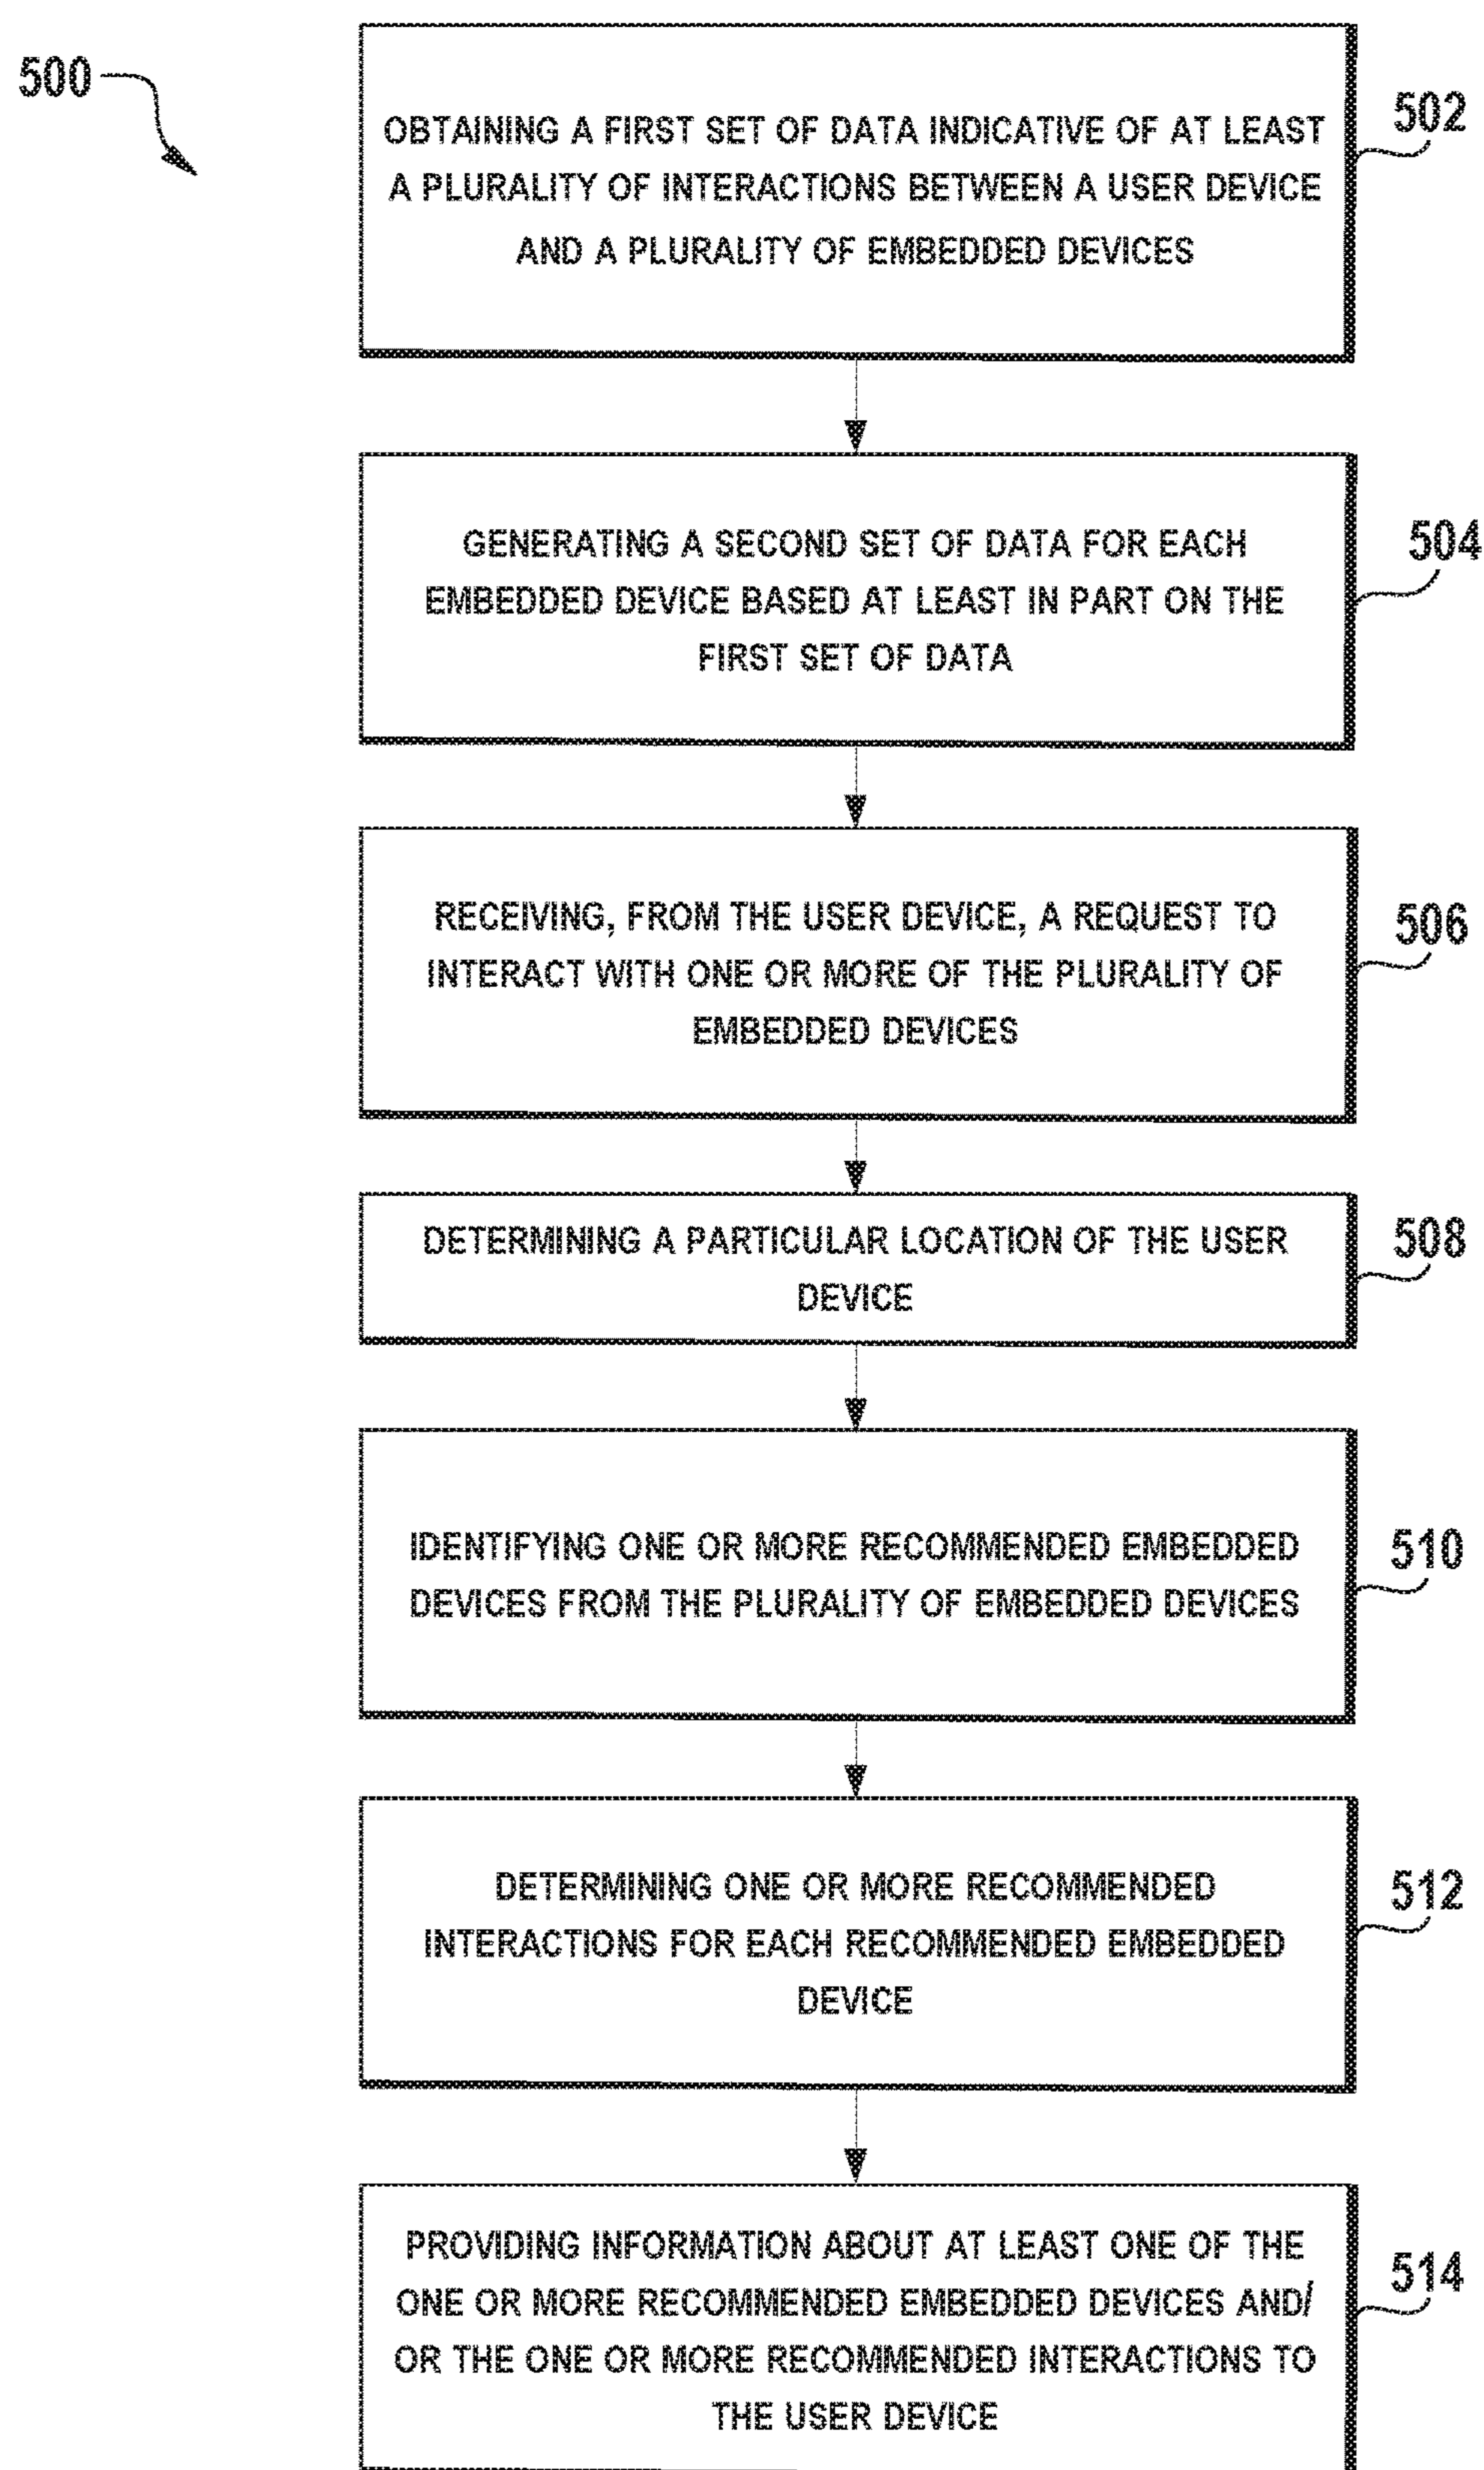 500
OBTAINING A FIRST SET OF DATA INDICATIVE OF AT LEAST
A PLURALITY OF INTERACTIONS BETWEEN A USER DEVICE
AND A PLURALITY OF EMBEDDED DEVICES
502
GENERATING A SECOND SET OF DATA FOR EACH
EMBEDDED DEVICE BASED AT LEAST IN PART ON THE
FIRST SET OF DATA
504
RECEIVING, FROM THE USER DEVICE, A REQUEST TO
INTERACT WITH ONE OR MORE OF THE PLURALITY OF
EMBEDDED DEVICES
506
DETERMINING A PARTICULAR LOCATION OF THE USER
DEVICE
508
IDENTIFYING ONE OR MORE RECOMMENDED EMBEDDED
DEVICES FROM THE PLURALITY OF EMBEDDED DEVICES
510
DETERMINING ONE OR MORE RECOMMENDED
INTERACTIONS FOR EACH RECOMMENDED EMBEDDED
DEVICE
512
PROVIDING INFORMATION ABOUT AT LEAST ONE OF THE
ONE OR MORE RECOMMENDED EMBEDDED DEVICES AND/
OR THE ONE OR MORE RECOMMENDED INTERACTIONS TO
THE USER DEVICE
514